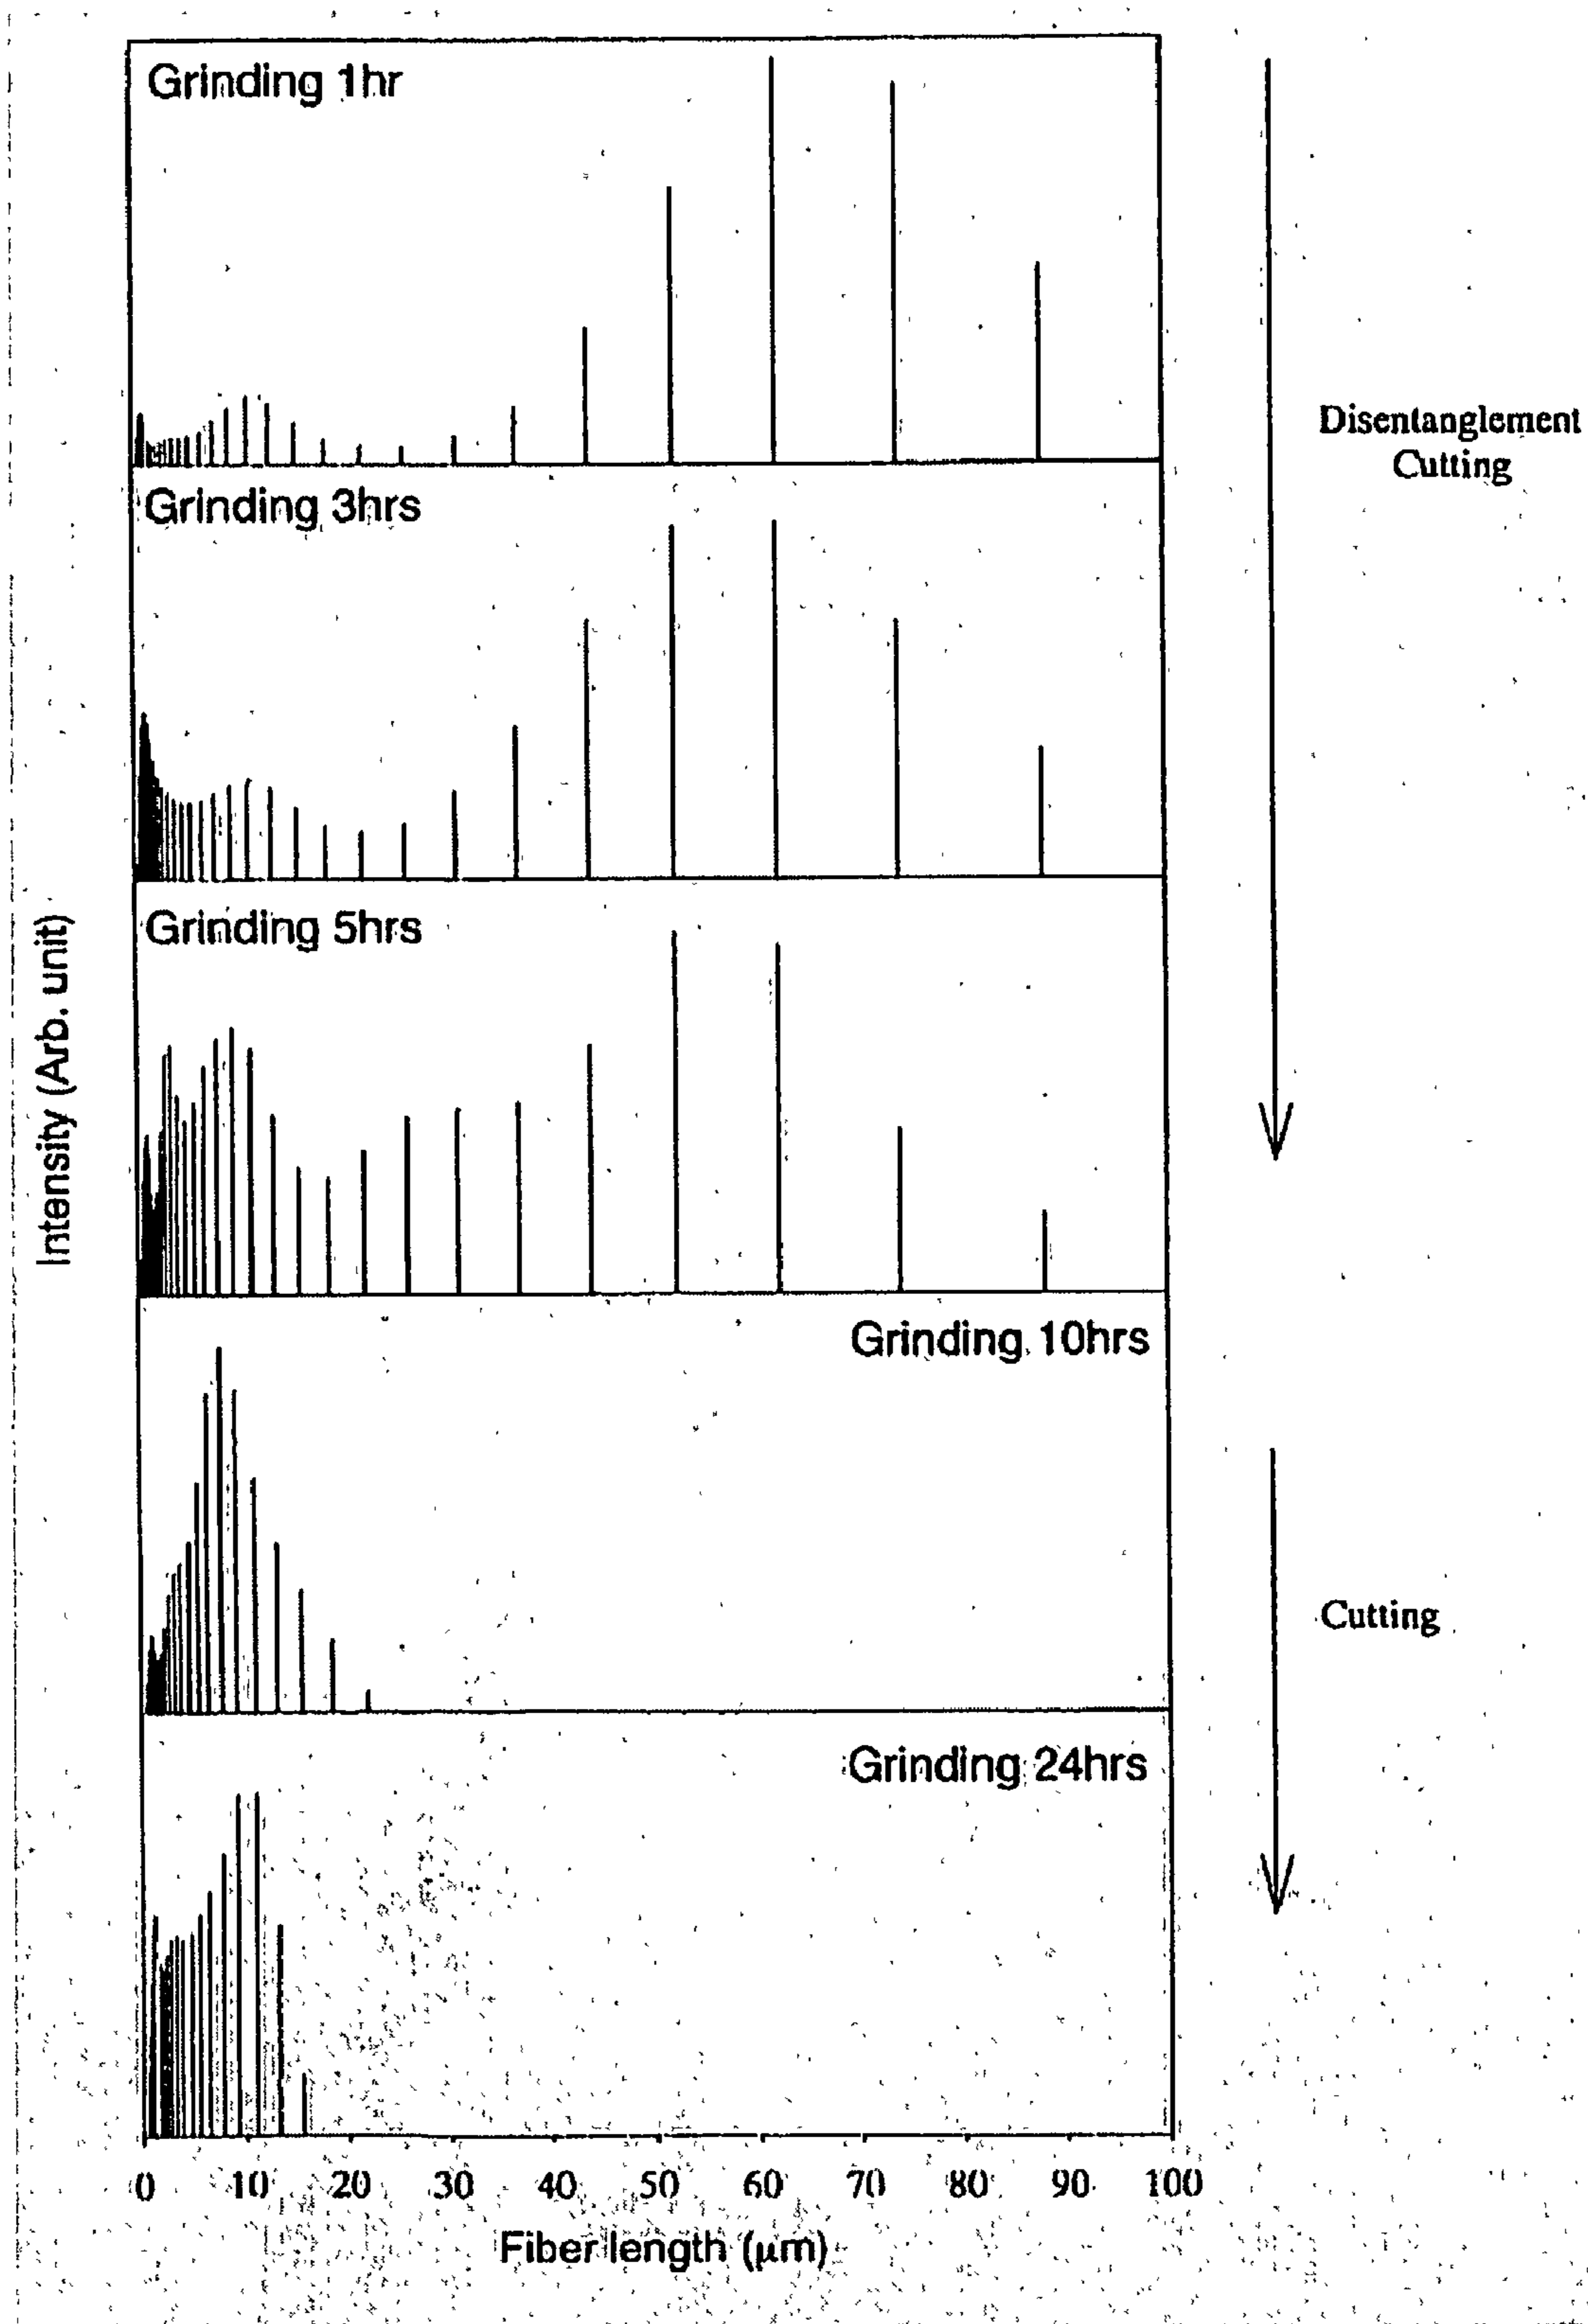 Grinding 1hr
Disentanglement
Cutting
Grinding 3hrs
Grinding 5hrs
Intensity (Arb. unit)
Grinding 10hrs
Cutting
Grinding 24hrs
0 10 20 30 40 50 60 70 80 90 100
Fiber length (μm)